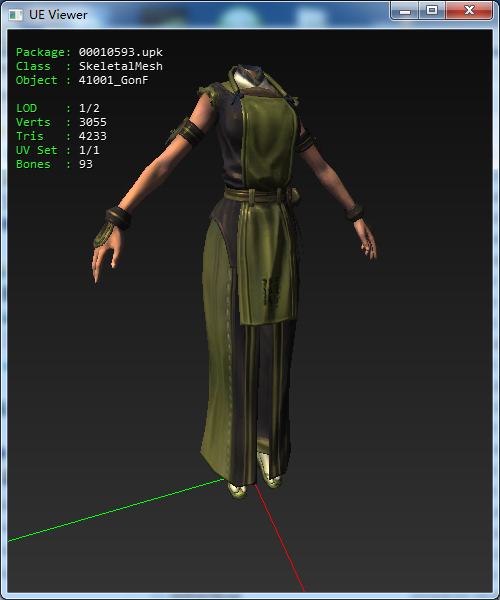 UE Viewer
Package: 00010593.upk
Class : SkeletalMesh
Object : 41001_GonF
LOD : 1/2
Verts : 3055
Tris : 4233
UV Set : 1/1
Bones : 93